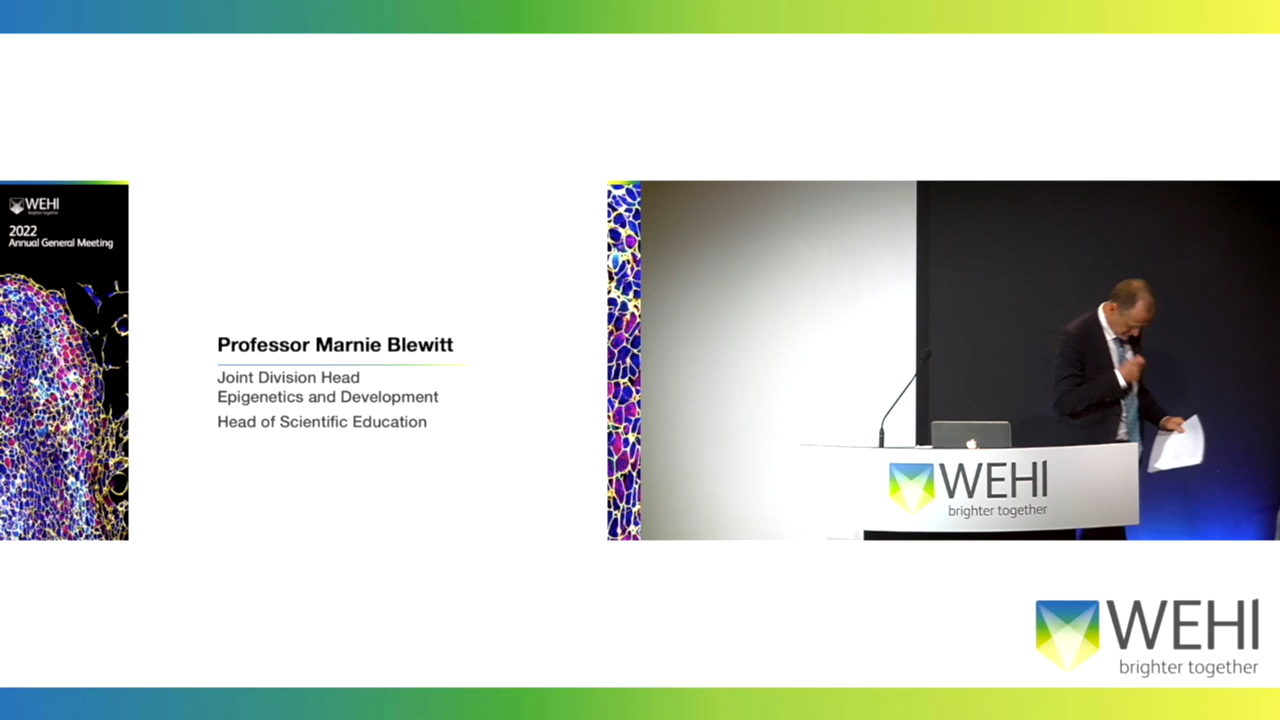 WEHI
brighter together
2022
Annual General Meeting
Professor Marnie Blewitt
Joint Division Head
Epigenetics and Development
Head of Scientific Education
WEHI
brighter together
WEHI
brighter together